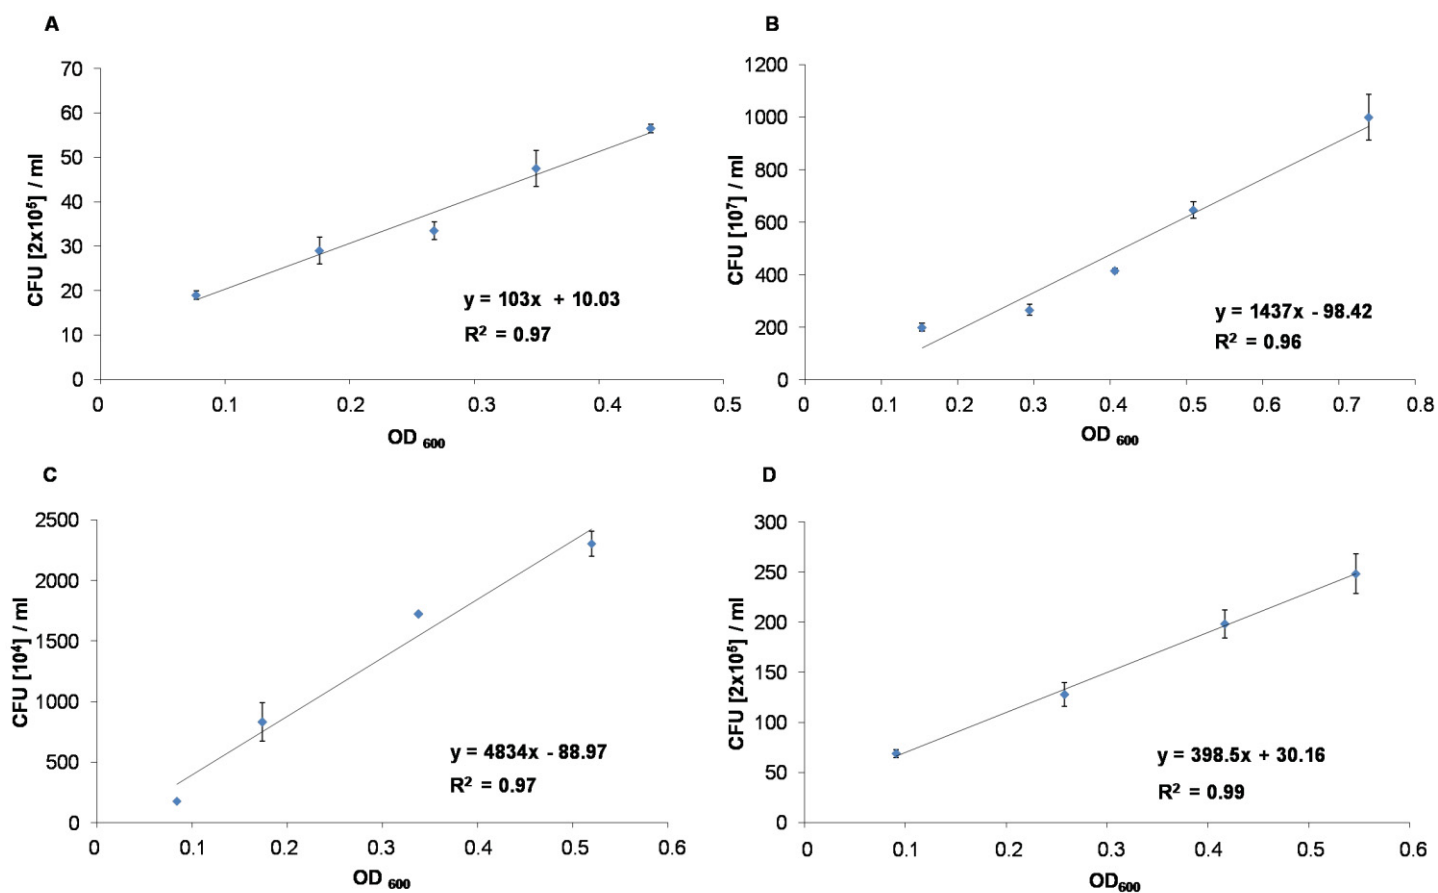 A
70
60
50
40
30
20
10
0
0 0.1 0.2 0.3 0.4 0.5
CFU [2x10⁶] / ml
OD 600
y = 103x + 10.03
R² = 0.97
B
1200
1000
800
600
400
200
0
0 0.1 0.2 0.3 0.4 0.5 0.6 0.7 0.8
CFU [10⁷] / ml
OD 600
y = 1437x - 98.42
R² = 0.96
C
2500
2000
1500
1000
500
0
0 0.1 0.2 0.3 0.4 0.5 0.6
CFU [10⁴] / ml
OD 600
y = 4834x - 88.97
R² = 0.97
D
300
250
200
150
100
50
0
0 0.1 0.2 0.3 0.4 0.5 0.6
CFU [2x10⁶] / ml
OD600
y = 398.5x + 30.16
R² = 0.99